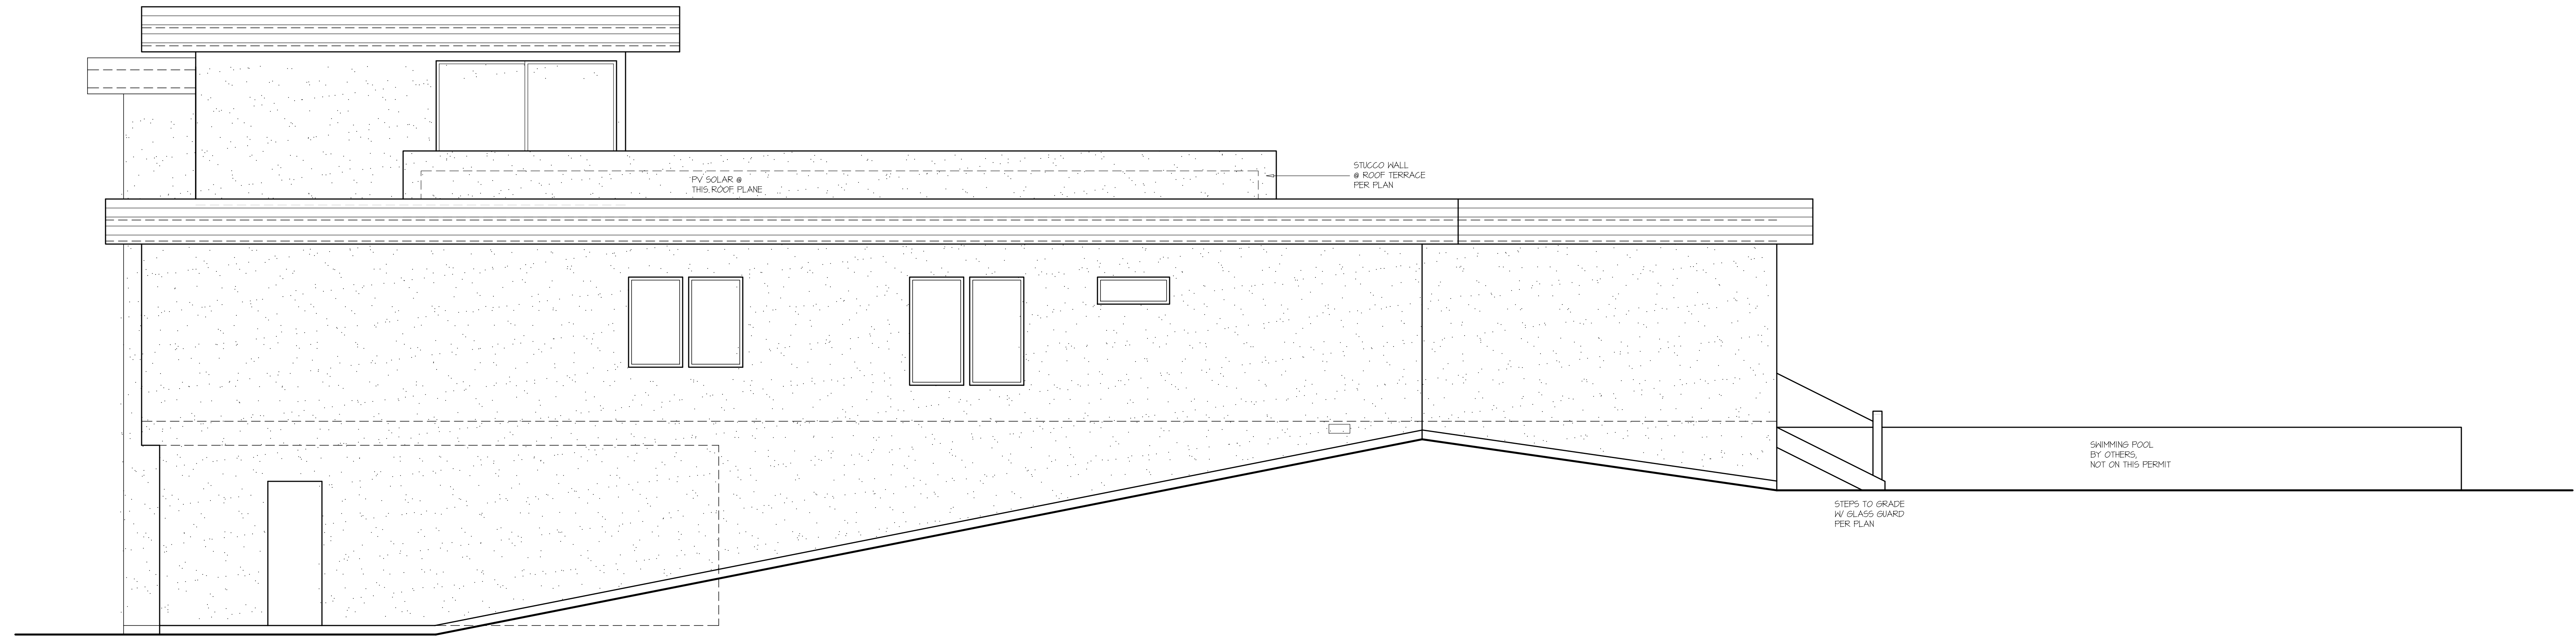 PV SOLAR @
THIS ROOF PLANE
STUCCO WALL
@ ROOF TERRACE
PER PLAN
SWIMMING POOL
BY OTHERS,
NOT ON THIS PERMIT
STEPS TO GRADE
W/ GLASS GUARD
PER PLAN